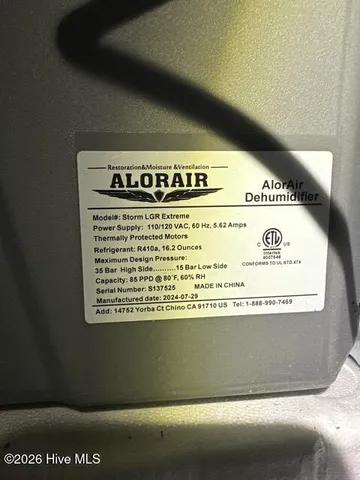 Restoration&Moisture &Ventilation
ALORAIR
AlorAir
Dehumidifier
Model#: Storm LGR Extreme
Power Supply: 110/120 VAC, 60 Hz, 5.62 Amps
Thermally Protected Motors
Refrigerant: R410a, 16.2 Ounces
Maximum Design Pressure:
35 Bar High Side..........15 Bar Low Side
Capacity: 85 PPD @ 80°F, 60% RH
Serial Number: S137525 MADE IN CHINA
Manufactured date: 2024-07-29
Add: 14752 Yorba Ct Chino CA 91710 US Tel: 1-888-990-7469
C ETL US
Intertek
4007646
CONFORMS TO UL STD.474
©2026 Hive MLS